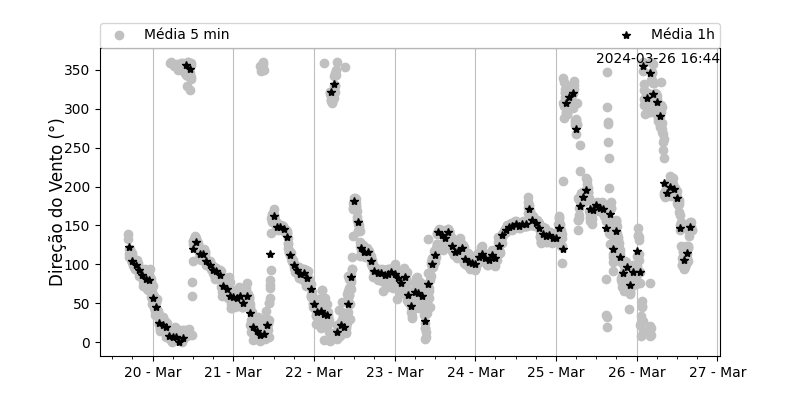 Média 5 min
Média 1h
2024-03-26 16:44
Direção do Vento (°)
350
300
250
200
150
100
50
0
20 - Mar
21 - Mar
22 - Mar
23 - Mar
24 - Mar
25 - Mar
26 - Mar
27 - Mar